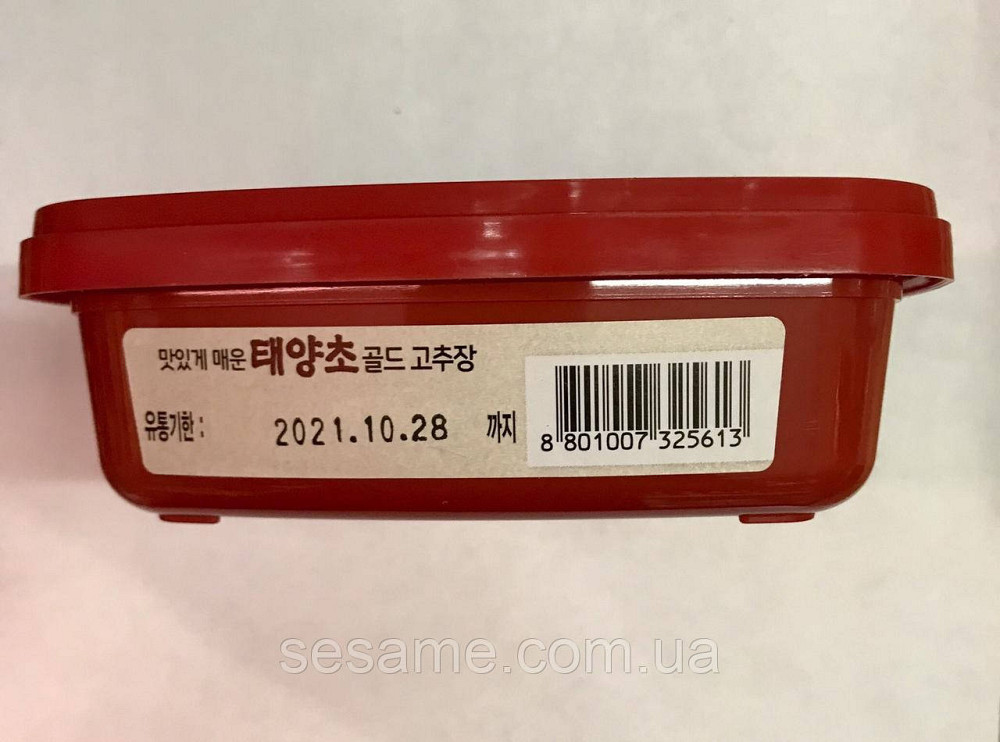 맛있게 매운 태양초 골드 고추장
유통기한 : 2021.10.28 까지
8 801007 325613
sesame.com.ua